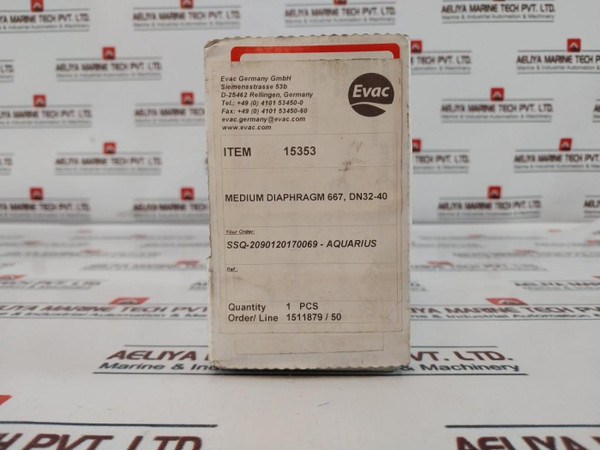 Evac Germany GmbH
Siemensstrasse 53b
D-25462 Rellingen, Germany
Tel.: +49 (0) 4101 53450-0
Fax: +49 (0) 4101 53450-60
evac.germany@evac.com
www.evac.com
Evac
ITEM 15353
MEDIUM DIAPHRAGM 667, DN32-40
Your Order:
SSQ-2090120170069 - AQUARIUS
Ref.:
Quantity 1 PCS
Order/ Line 1511879 / 50
AELIYA MARINE TECH PVT. LTD.
Marine & Industrial Automation & Machinery